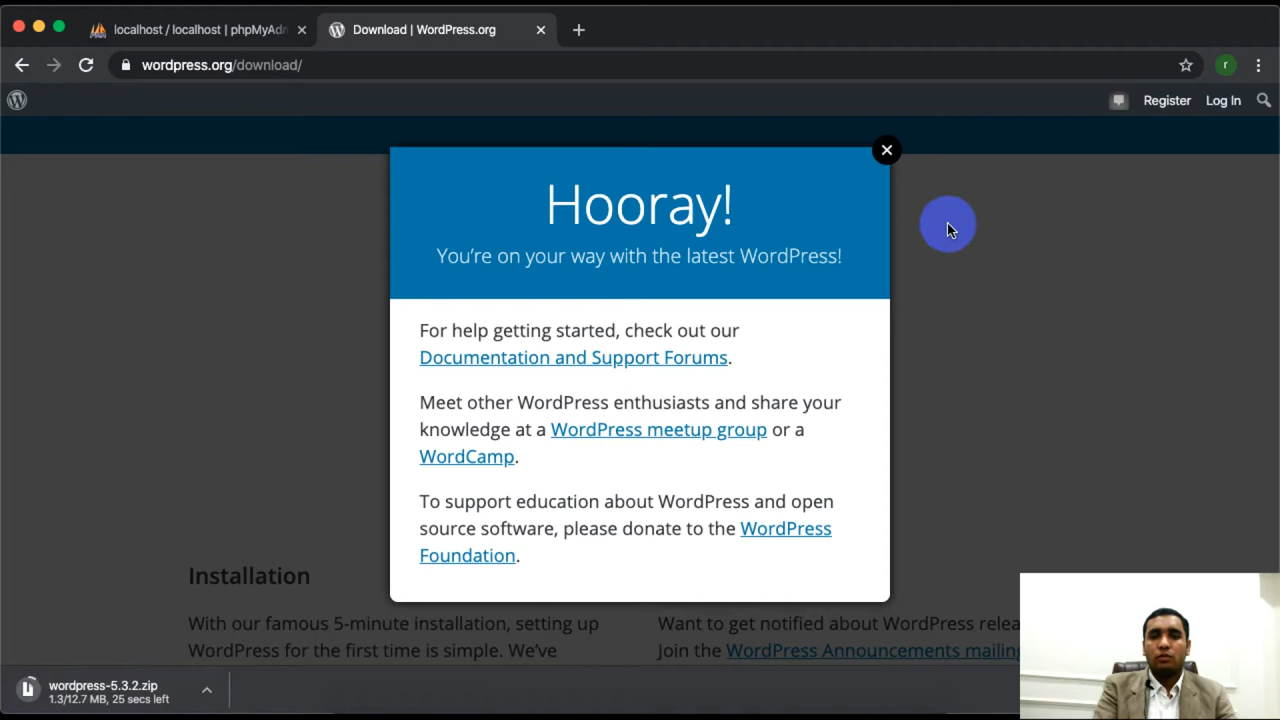 localhost / localhost | phpMyAdn
Download | WordPress.org
wordpress.org/download/
r
Register
Log In
Hooray!
You're on your way with the latest WordPress!
For help getting started, check out our
Documentation and Support Forums.
Meet other WordPress enthusiasts and share your
knowledge at a WordPress meetup group or a
WordCamp.
To support education about WordPress and open
source software, please donate to the WordPress
Foundation.
Installation
With our famous 5-minute installation, setting up
WordPress for the first time is simple. We've
Want to get notified about WordPress relea
Join the WordPress Announcements mailing
wordpress-5.3.2.zip
1.3/12.7 MB, 25 secs left